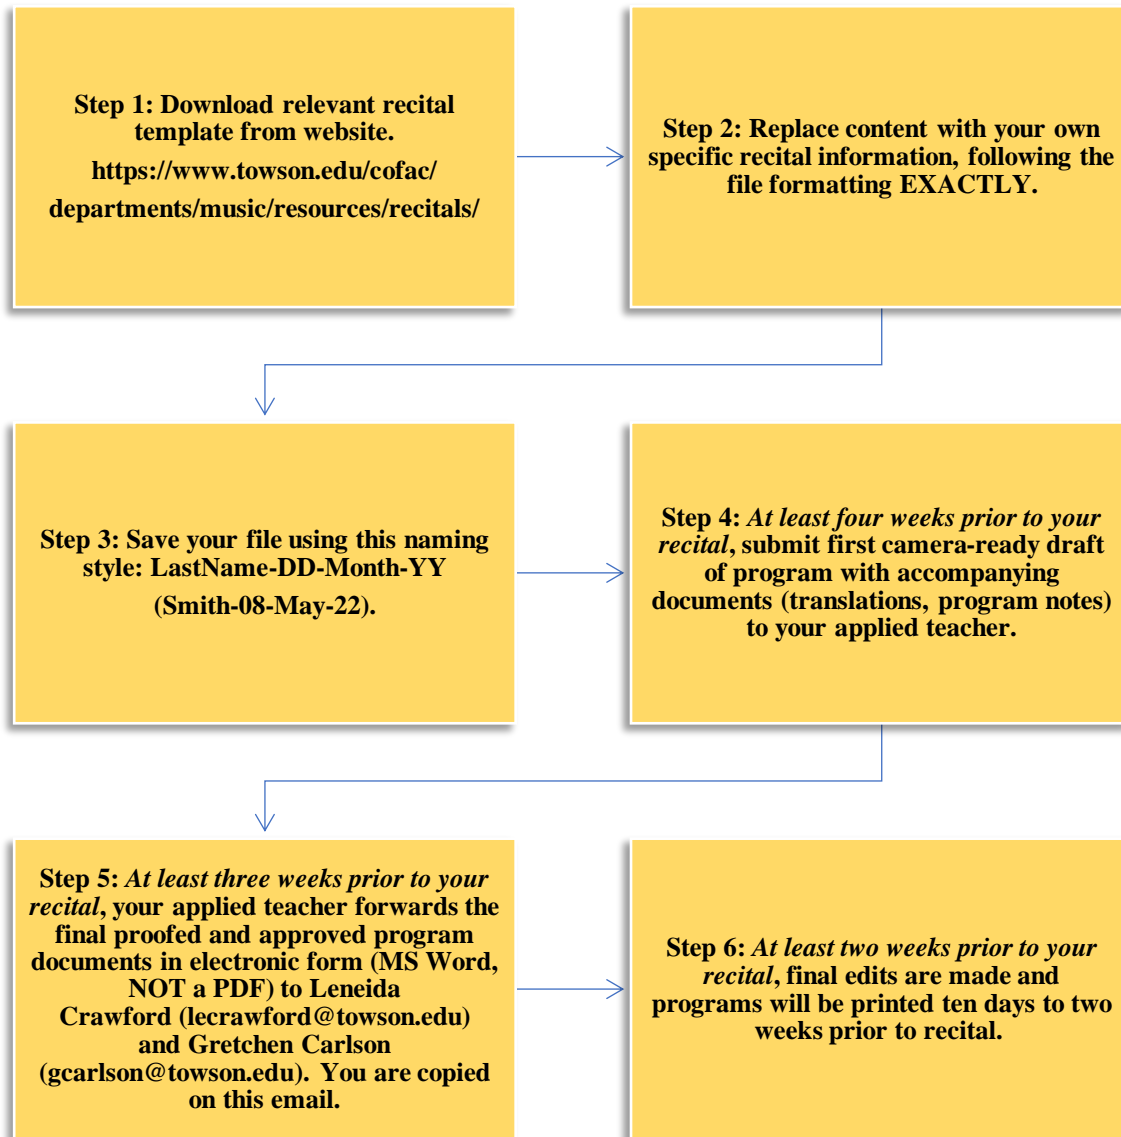 Step 1: Download relevant recital
template from website.
https://www.towson.edu/cofac/
departments/music/resources/recitals/
Step 2: Replace content with your own
specific recital information, following the
file formatting EXACTLY.
Step 3: Save your file using this naming
style: LastName-DD-Month-YY
(Smith-08-May-22).
Step 4: At least four weeks prior to your
recital, submit first camera-ready draft
of program with accompanying
documents (translations, program notes)
to your applied teacher.
Step 5: At least three weeks prior to your
recital, your applied teacher forwards the
final proofed and approved program
documents in electronic form (MS Word,
NOT a PDF) to Leneida
Crawford (lecrawford@towson.edu)
and Gretchen Carlson
(gcarlson@towson.edu). You are copied
on this email.
Step 6: At least two weeks prior to your
recital, final edits are made and
programs will be printed ten days to two
weeks prior to recital.